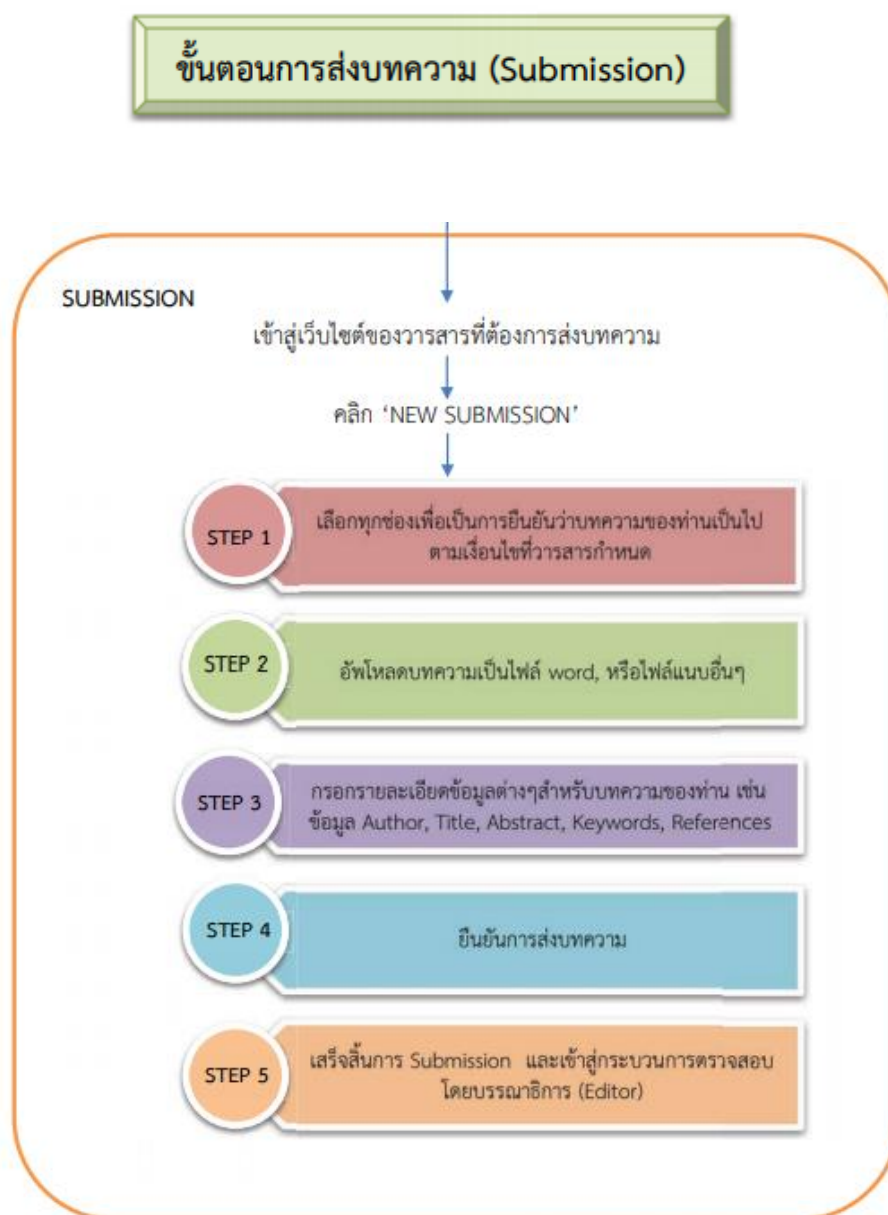 ขั้นตอนการส่งบทความ (Submission)
SUBMISSION
เข้าสู่เว็บไซต์ของวารสารที่ต้องการส่งบทความ
คลิก ‘NEW SUBMISSION’
STEP 1
เลือกทุกช่องเพื่อเป็นการยืนยันว่าบทความของท่านเป็นไป
ตามเงื่อนไขที่วารสารกำหนด
STEP 2
อัพโหลดบทความเป็นไฟล์ word, หรือไฟล์แนบอื่นๆ
STEP 3
กรอกรายละเอียดข้อมูลต่างๆสำหรับบทความของท่าน เช่น
ข้อมูล Author, Title, Abstract, Keywords, References
STEP 4
ยืนยันการส่งบทความ
STEP 5
เสร็จสิ้นการ Submission และเข้าสู่กระบวนการตรวจสอบ
โดยบรรณาธิการ (Editor)